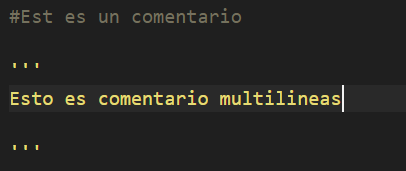 #Est es un comentario
'''
Esto es comentario multilineas
'''